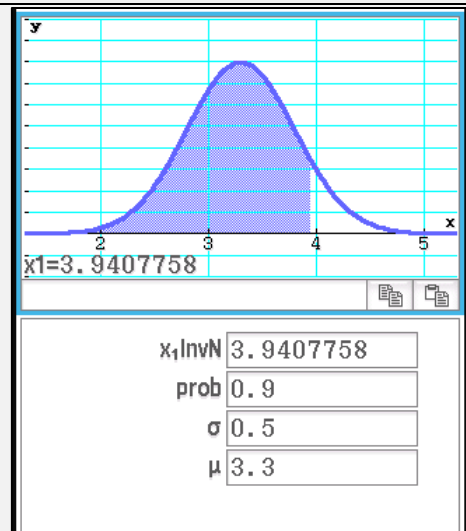 y
x
2 3 4 5
x1=3.9407758
x₁InvN 3.9407758
prob 0.9
σ 0.5
μ 3.3